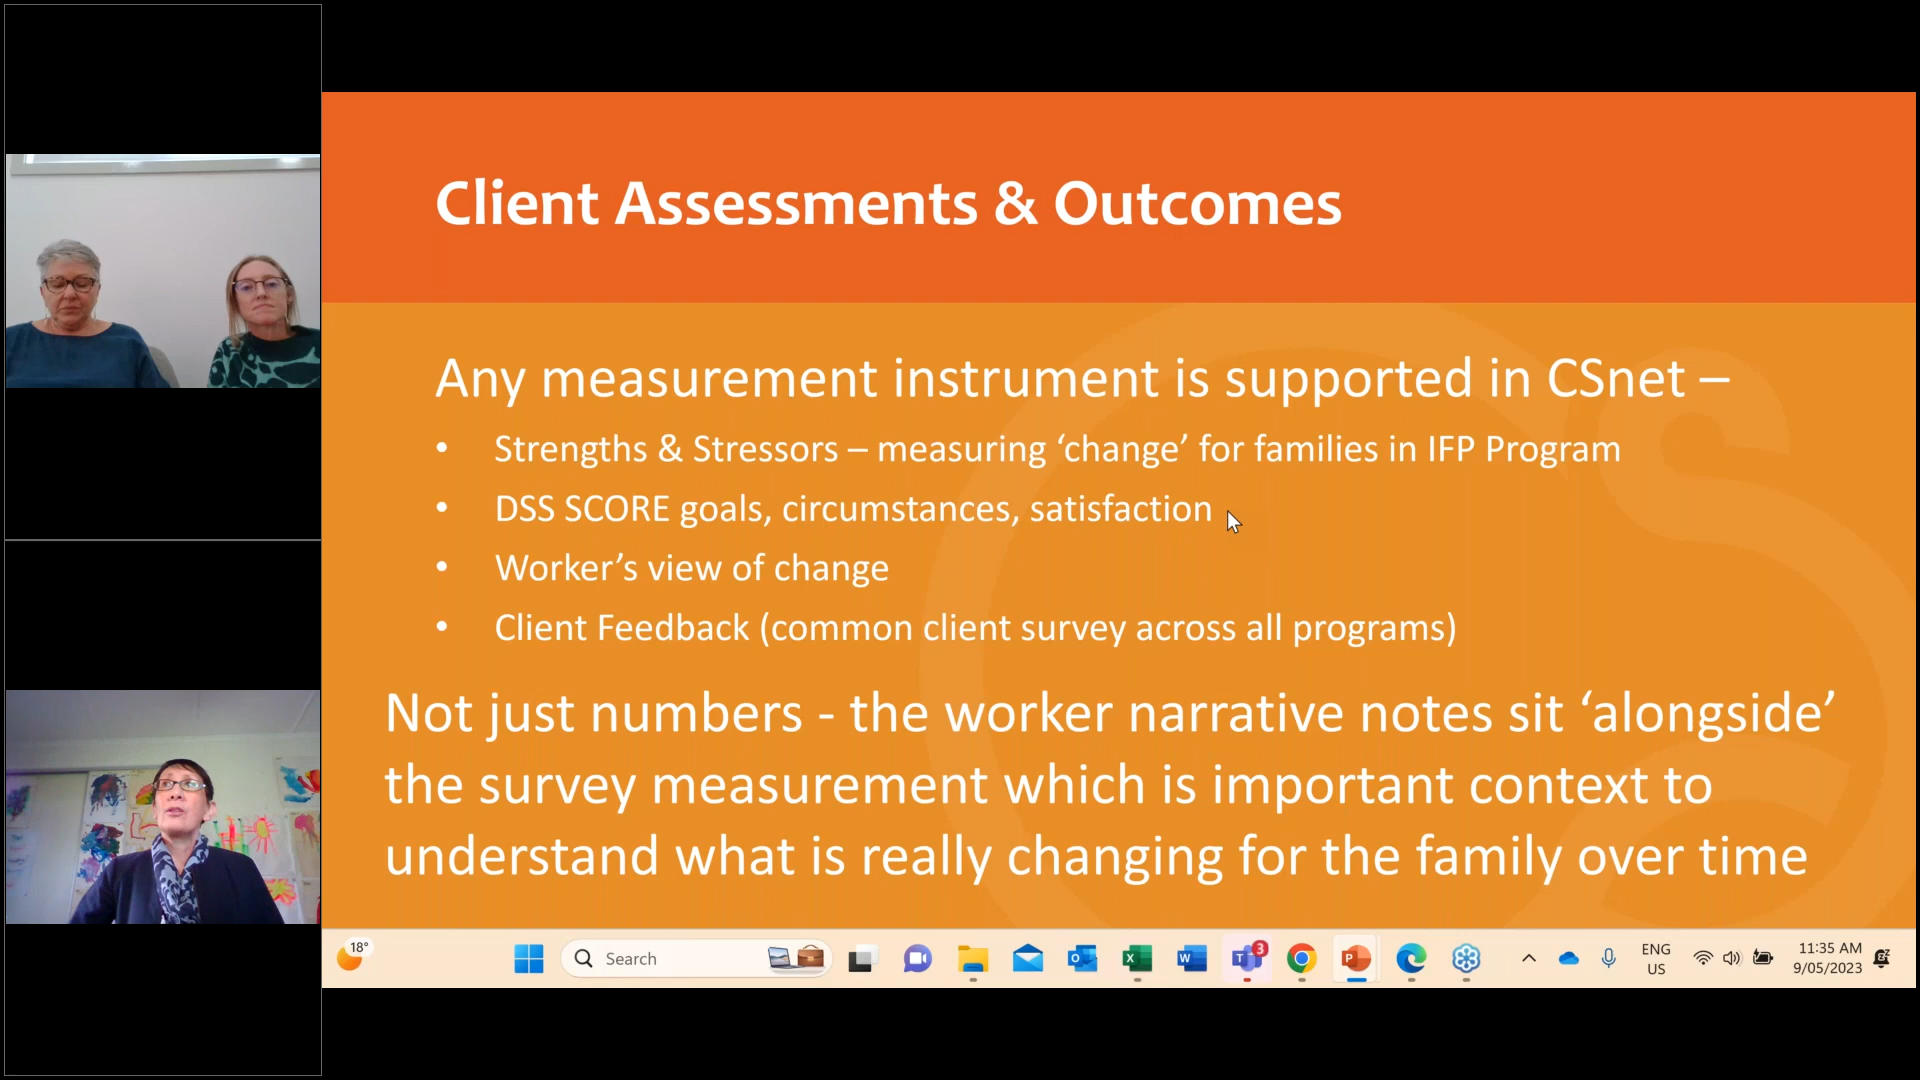 Client Assessments & Outcomes
Any measurement instrument is supported in CSnet –
• Strengths & Stressors – measuring ‘change’ for families in IFP Program
• DSS SCORE goals, circumstances, satisfaction
• Worker’s view of change
• Client Feedback (common client survey across all programs)
Not just numbers - the worker narrative notes sit ‘alongside’
the survey measurement which is important context to
understand what is really changing for the family over time
18°
Search
3
ENG
US
11:35 AM
9/05/2023